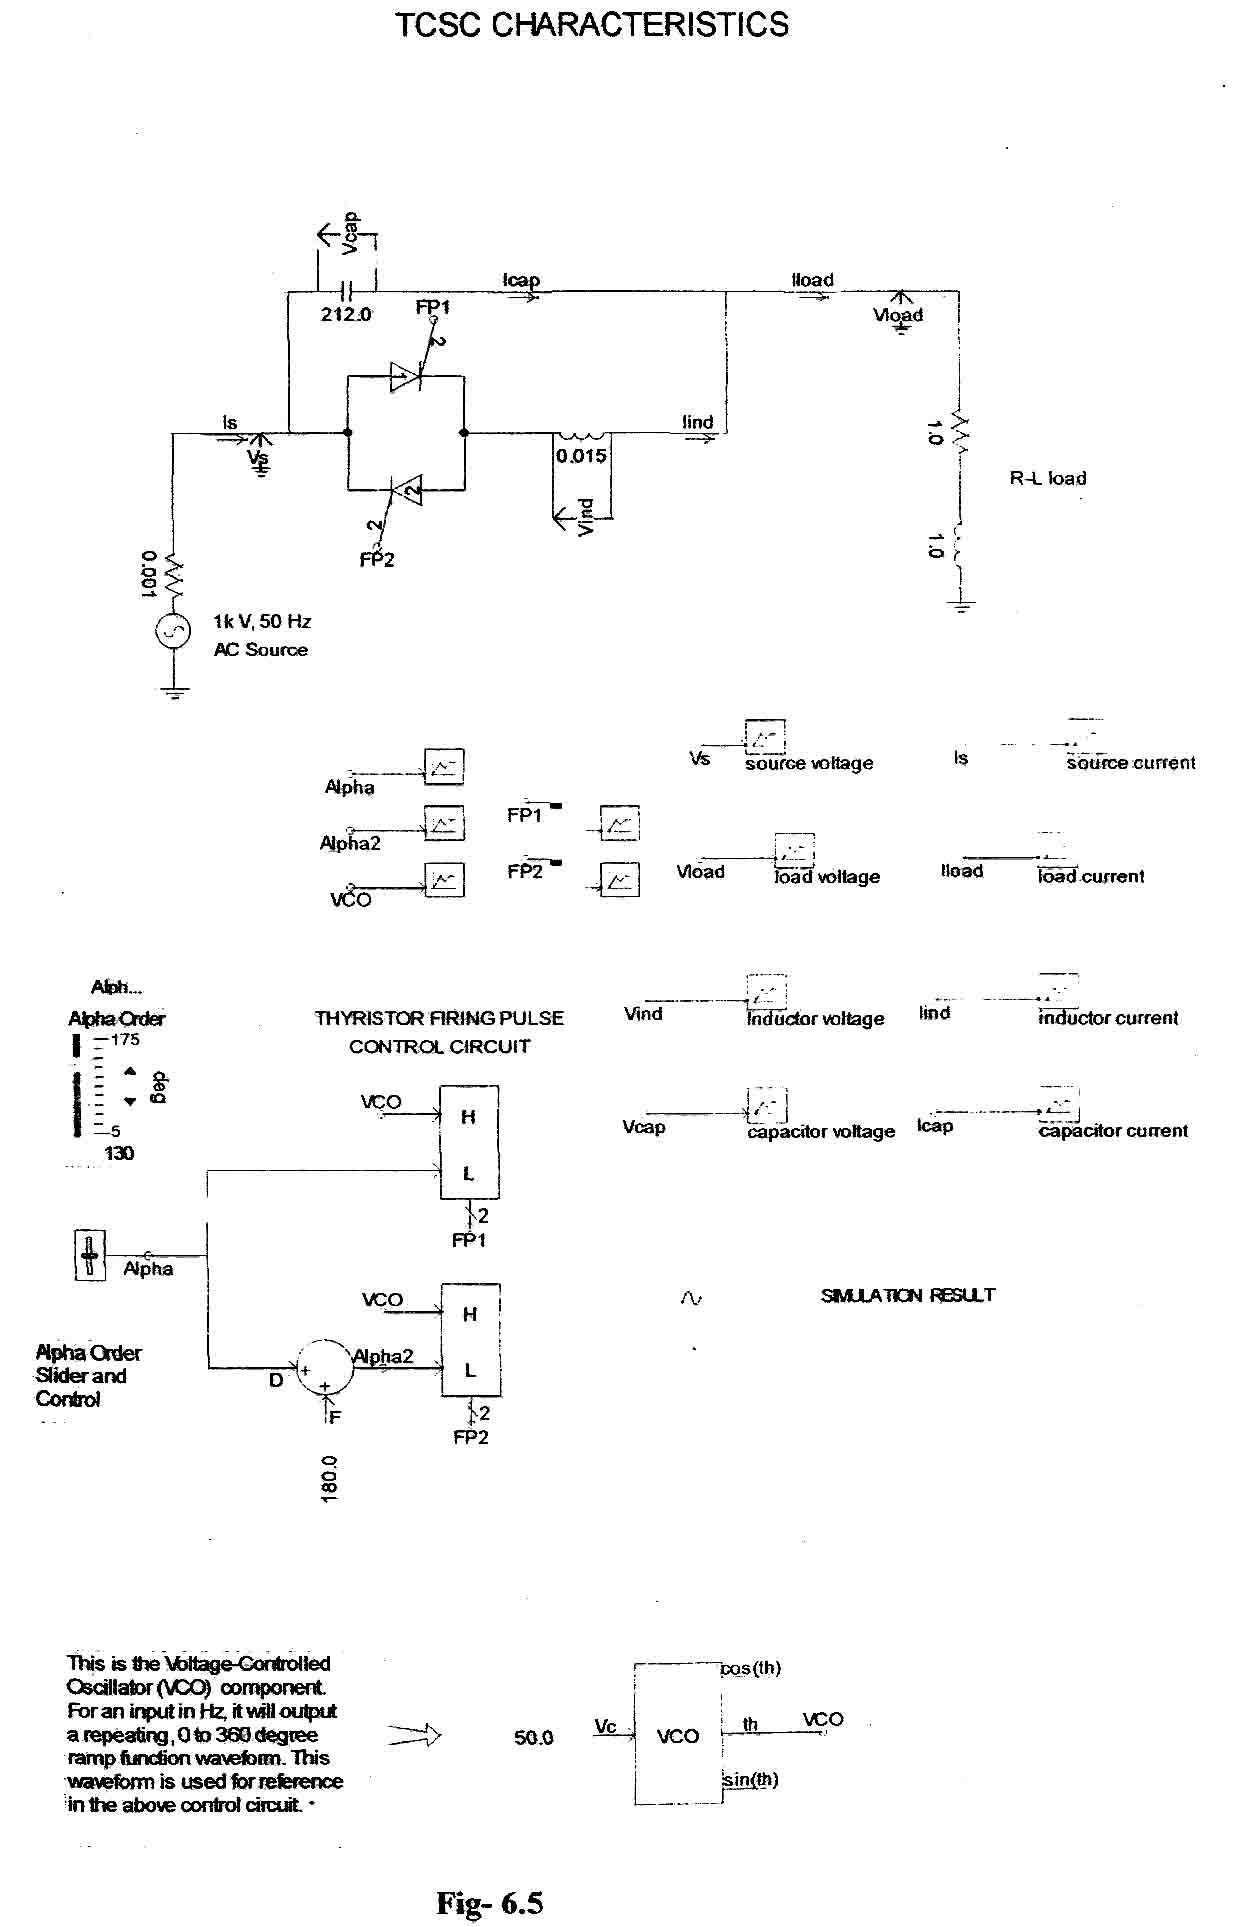 TCSC CHARACTERISTICS
Vcap
212.0
Icap
Iload
Vload
FP1
2
Is
Vs
Iind
0.015
Vind
2
2
FP2
1.0
1.0
R-L load
0.001
1k V, 50 Hz
AC Source
Alpha
Alpha2
VCO
FP1
FP2
Vs
source voltage
Is
source current
Vload
load voltage
Iload
load current
Vind
Inductor voltage
Iind
inductor current
Vcap
capacitor voltage
Icap
capacitor current
Alph...
Alpha Order
175
deg
5
130
THYRISTOR FIRING PULSE
CONTROL CIRCUIT
VCO
H
L
2
FP1
Alpha
VCO
H
Alpha2
L
D
+
+
F
2
FP2
180.0
Alpha Order
Slider and
Control
SIMULATION RESULT
This is the Voltage-Controlled
Oscillator (VCO) component.
For an input in Hz, it will output
a repeating, 0 to 360 degree
ramp function waveform. This
waveform is used for reference
in the above control circuit.
50.0
Vc
VCO
cos(th)
th
VCO
sin(th)
Fig- 6.5